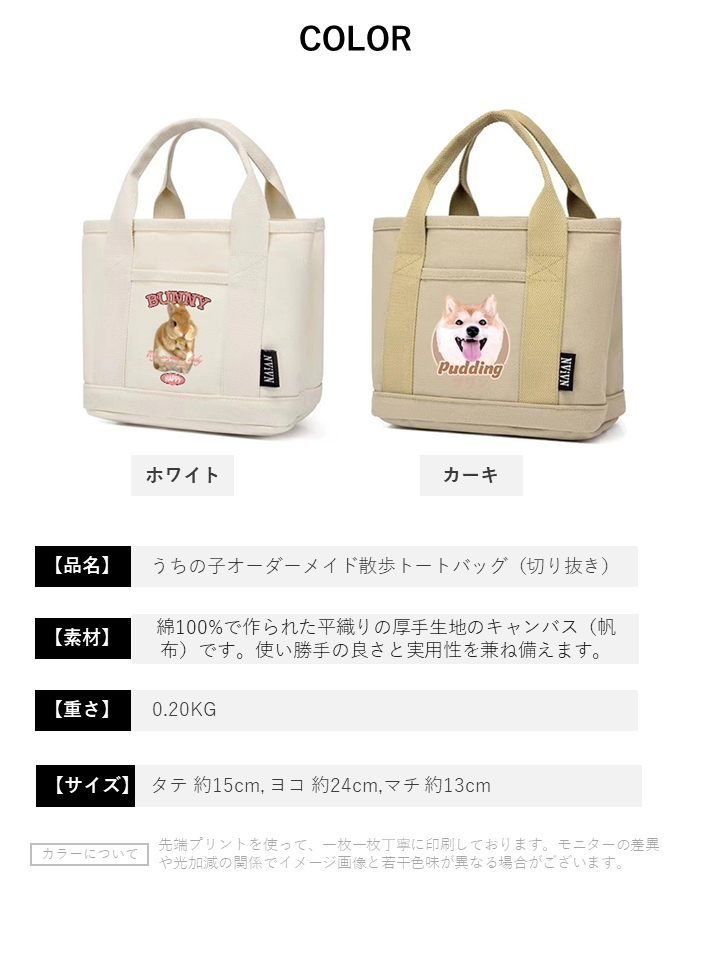 COLOR
BUNNY
NAIAN
Pudding
NAIAN
ホワイト
カーキ
【品名】 うちの子オーダーメイド散歩トートバッグ（切り抜き）
【素材】 綿100%で作られた平織りの厚手生地のキャンバス（帆
布）です。使い勝手の良さと実用性を兼ね備えます。
【重さ】 0.20KG
【サイズ】 タテ 約15cm, ヨコ 約24cm,マチ 約13cm
カラーについて
先端プリントを使って、一枚一枚丁寧に印刷しております。モニターの差異
や光加減の関係でイメージ画像と若干色味が異なる場合がございます。